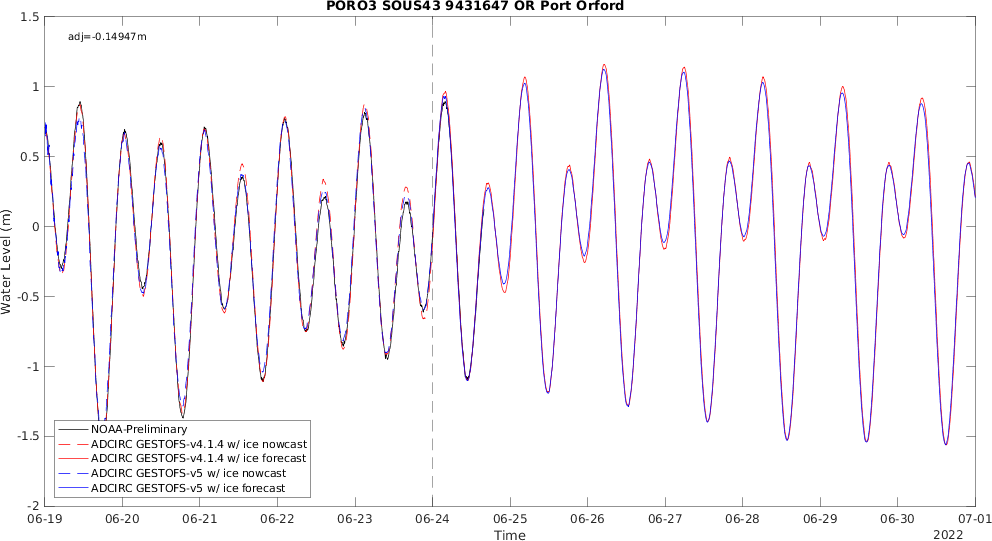 PORO3 SOUS43 9431647 OR Port Orford
adj=-0.14947m
1.5
1
0.5
0
-0.5
-1
-1.5
-2
Water Level (m)
NOAA-Preliminary
ADCIRC GESTOFS-v4.1.4 w/ ice nowcast
ADCIRC GESTOFS-v4.1.4 w/ ice forecast
ADCIRC GESTOFS-v5 w/ ice nowcast
ADCIRC GESTOFS-v5 w/ ice forecast
06-19 06-20 06-21 06-22 06-23 06-24 06-25 06-26 06-27 06-28 06-29 06-30 07-01
Time
2022